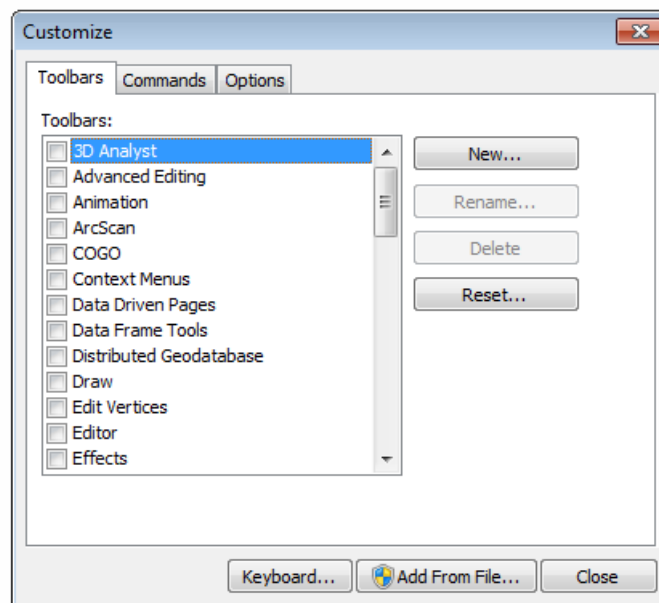 Customize
Toolbars Commands Options
Toolbars:
3D Analyst
Advanced Editing
Animation
ArcScan
COGO
Context Menus
Data Driven Pages
Data Frame Tools
Distributed Geodatabase
Draw
Edit Vertices
Editor
Effects
New...
Rename...
Delete
Reset...
Keyboard... Add From File... Close